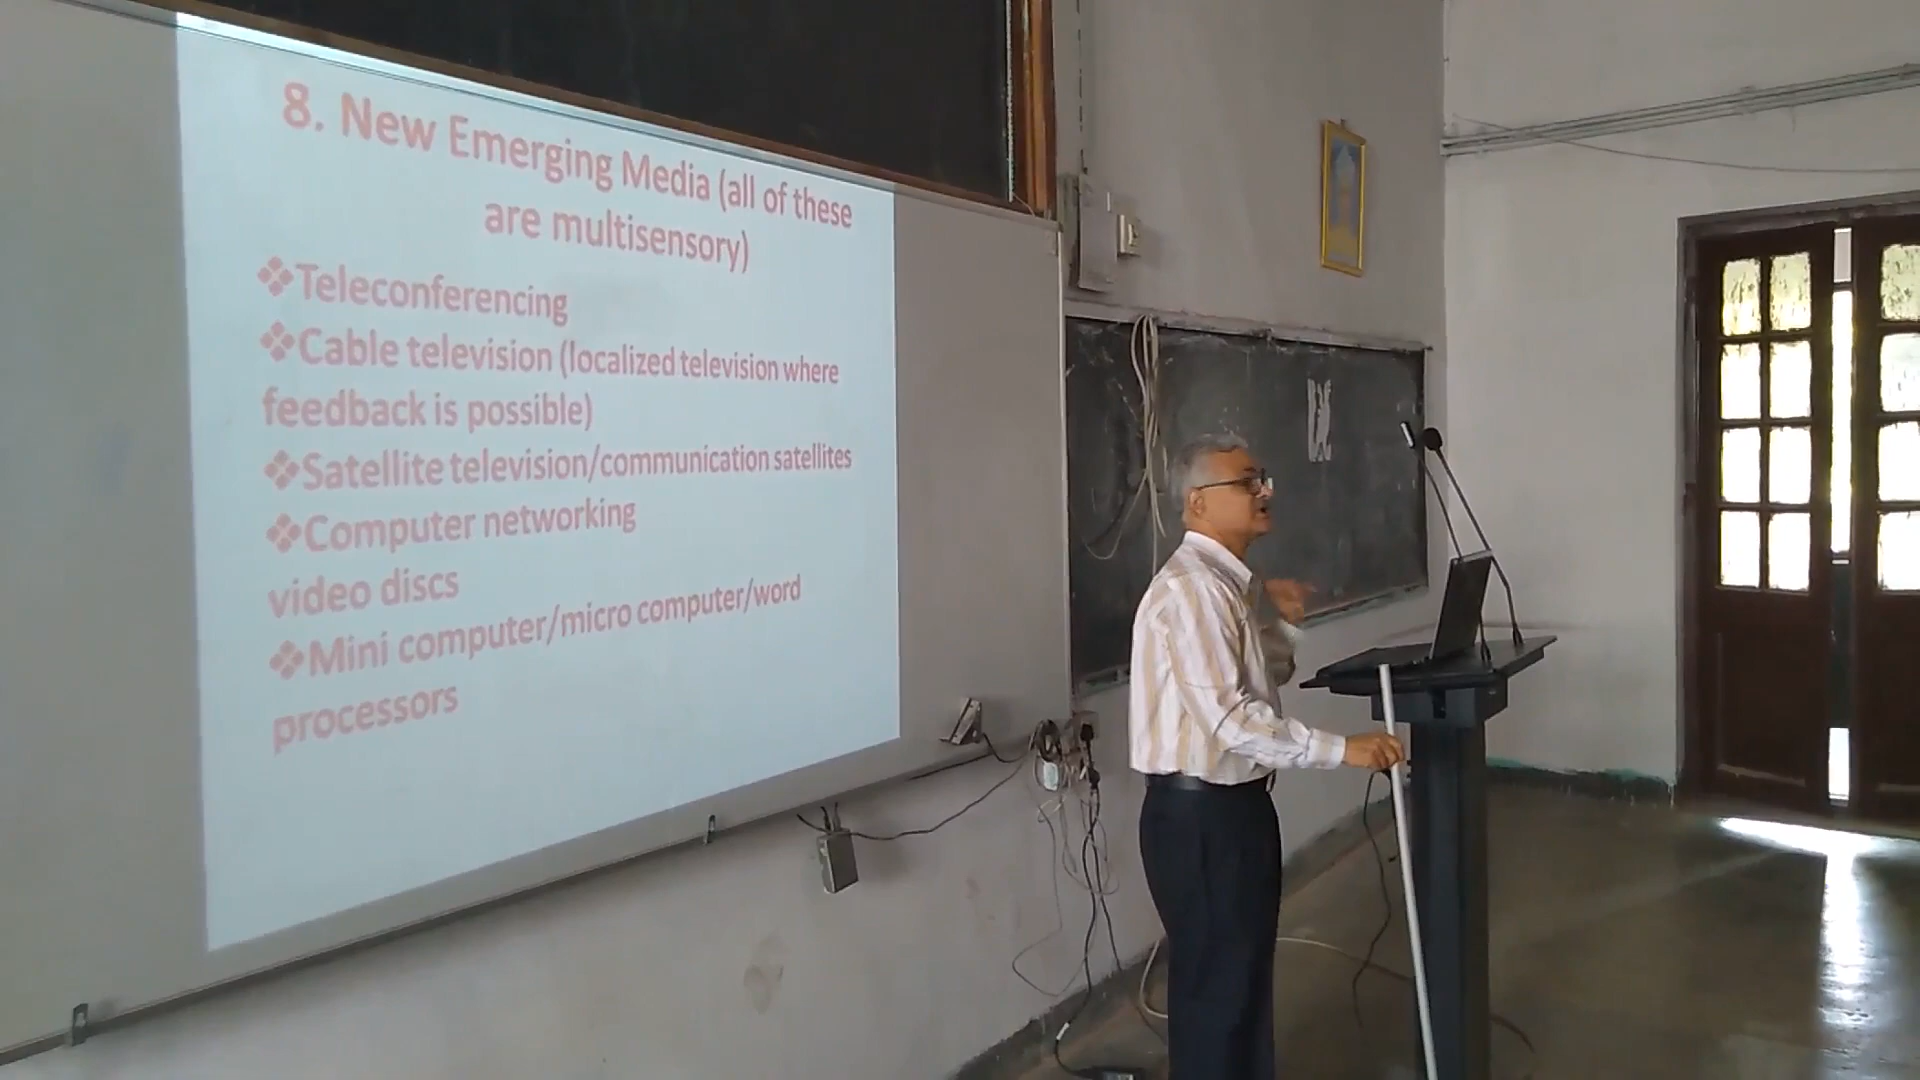 8. New Emerging Media (all of these
are multisensory)
❖Teleconferencing
❖Cable television (localized television where
feedback is possible)
❖Satellite television/communication satellites
❖Computer networking
video discs
❖Mini computer/micro computer/word
processors